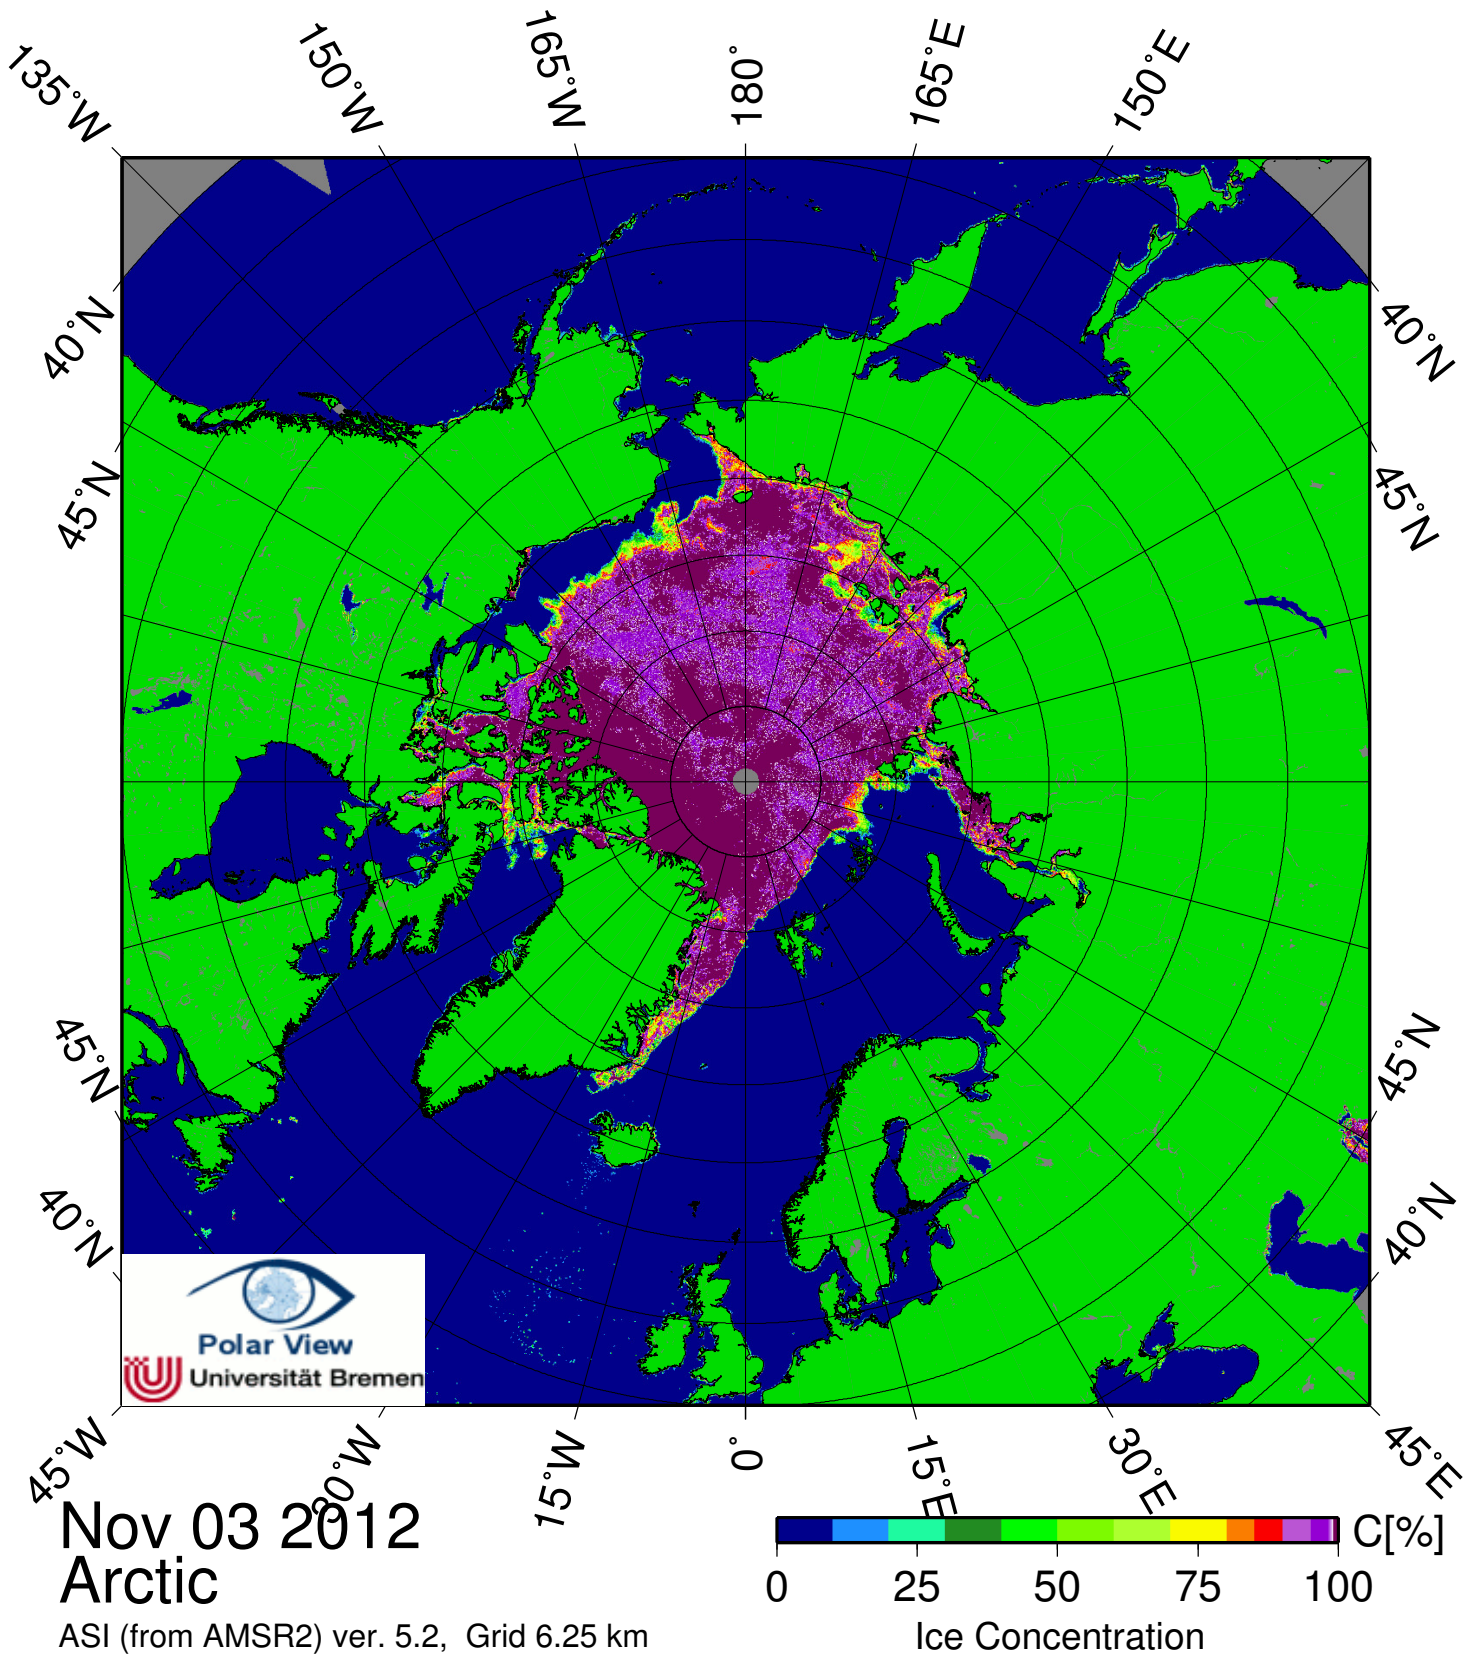 135°W
150°W
165°W
180°
165°E
150°E
40°N
40°N
45°N
45°N
45°N
45°N
40°N
40°N
Polar View
Universität Bremen
45°W
30°W
15°W
0°
15°E
30°E
45°E
Nov 03 2012
Arctic
ASI (from AMSR2) ver. 5.2, Grid 6.25 km
C[%]
0 25 50 75 100
Ice Concentration